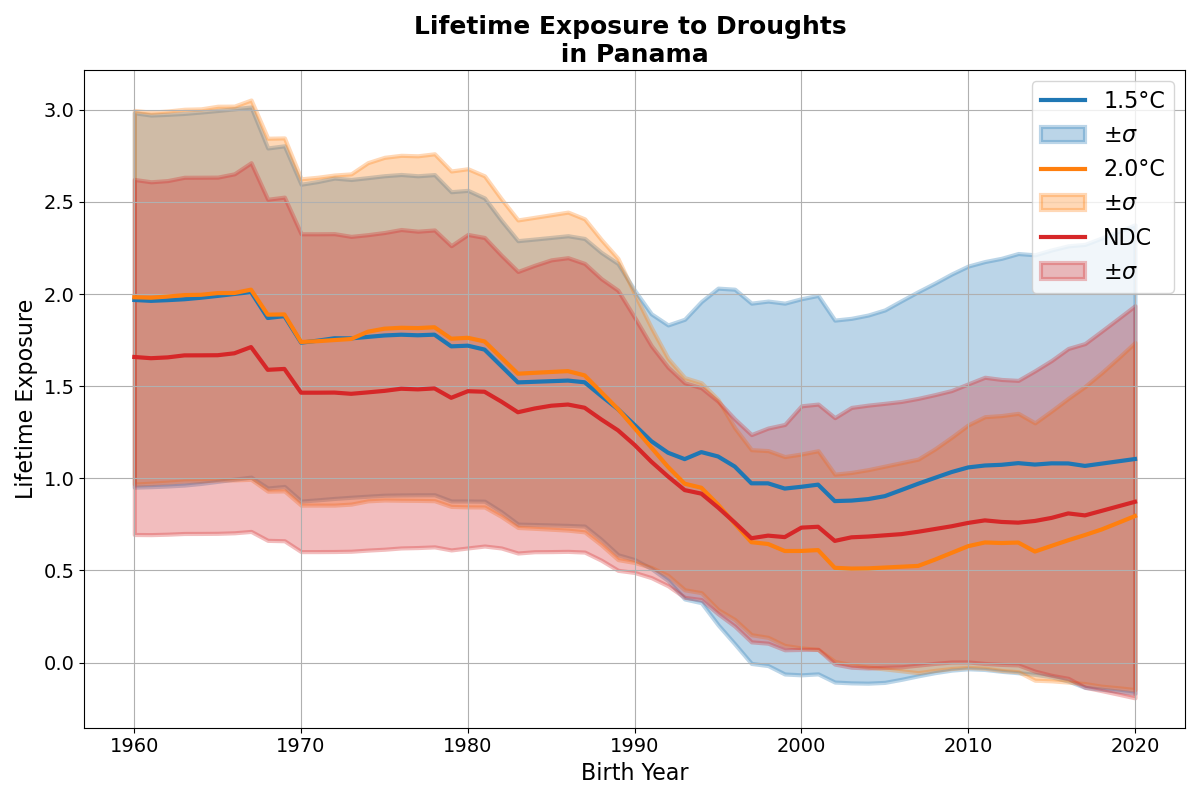 Lifetime Exposure to Droughts
in Panama
Lifetime Exposure
3.0
2.5
2.0
1.5
1.0
0.5
0.0
1.5°C
±σ
2.0°C
±σ
NDC
±σ
1960 1970 1980 1990 2000 2010 2020
Birth Year